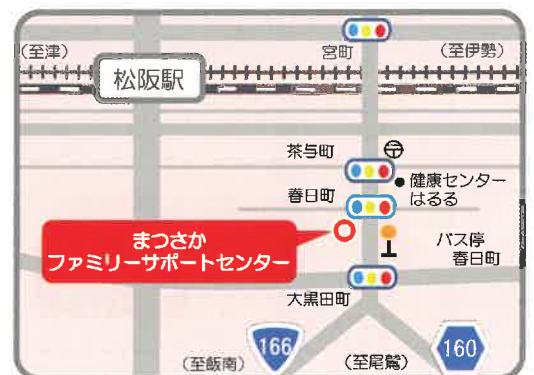 (至津)
宮町
(至伊勢)
松阪駅
茶与町
健康センター
はるる
春日町
まつさか
ファミリーサポートセンター
バス停
春日町
大黒田町
166
160
(至飯南)
(至尾鷲)